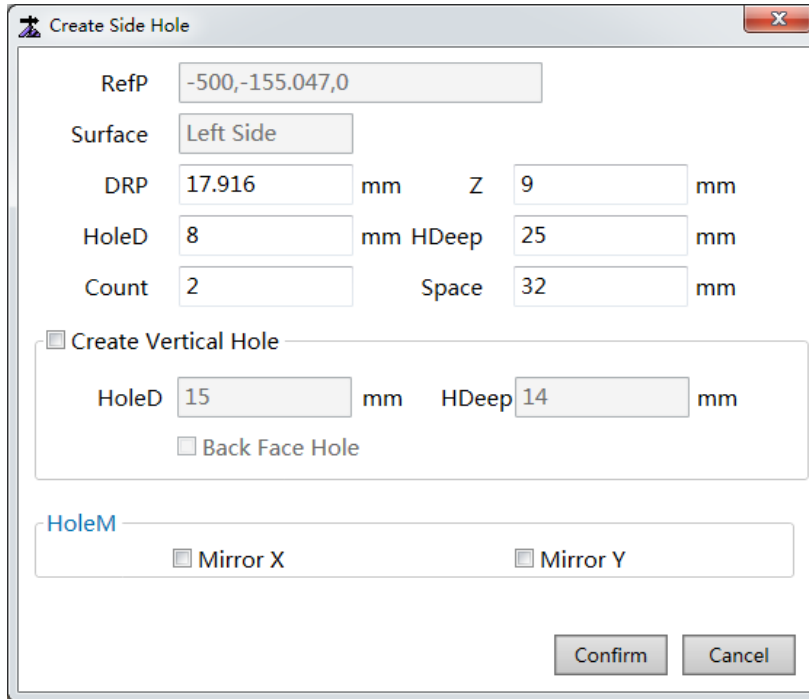 Create Side Hole
RefP -500,-155.047,0
Surface Left Side
DRP 17.916 mm Z 9 mm
HoleD 8 mm HDeep 25 mm
Count 2 Space 32 mm
Create Vertical Hole
HoleD 15 mm HDeep 14 mm
Back Face Hole
HoleM
Mirror X Mirror Y
Confirm Cancel